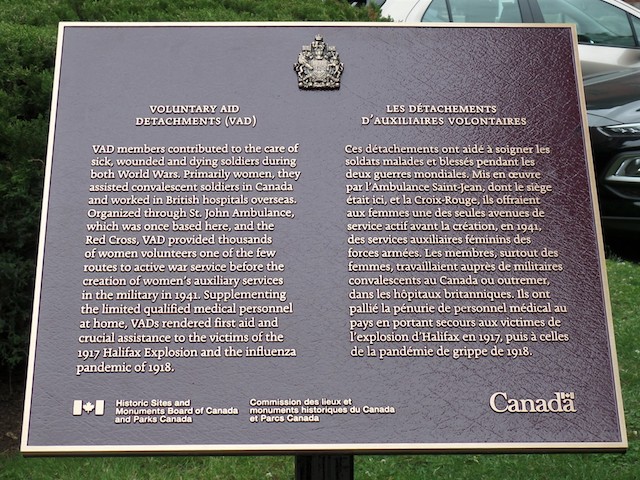 VOLUNTARY AID
DETACHMENTS (VAD)
VAD members contributed to the care of
sick, wounded and dying soldiers during
both World Wars. Primarily women, they
assisted convalescent soldiers in Canada
and worked in British hospitals overseas.
Organized through St. John Ambulance,
which was once based here, and the
Red Cross, VAD provided thousands
of women volunteers one of the few
routes to active war service before the
creation of women's auxiliary services
in the military in 1941. Supplementing
the limited qualified medical personnel
at home, VADs rendered first aid and
crucial assistance to the victims of the
1917 Halifax Explosion and the influenza
pandemic of 1918.
LES DÉTACHEMENTS
D'AUXILIAIRES VOLONTAIRES
Ces détachements ont aidé à soigner les
soldats malades et blessés pendant les
deux guerres mondiales. Mis en œuvre
par l'Ambulance Saint-Jean, dont le siège
était ici, et la Croix-Rouge, ils offraient
aux femmes une des seules avenues de
service actif avant la création, en 1941,
des services auxiliaires féminins des
forces armées. Les membres, surtout des
femmes, travaillaient auprès de militaires
convalescents au Canada ou outremer,
dans les hôpitaux britanniques. Ils ont
pallié la pénurie de personnel médical au
pays en portant secours aux victimes de
l'explosion d'Halifax en 1917, puis à celles
de la pandémie de grippe de 1918.
Historic Sites and
Monuments Board of Canada
and Parks Canada
Commission des lieux et
monuments historiques du Canada
et Parcs Canada
Canada